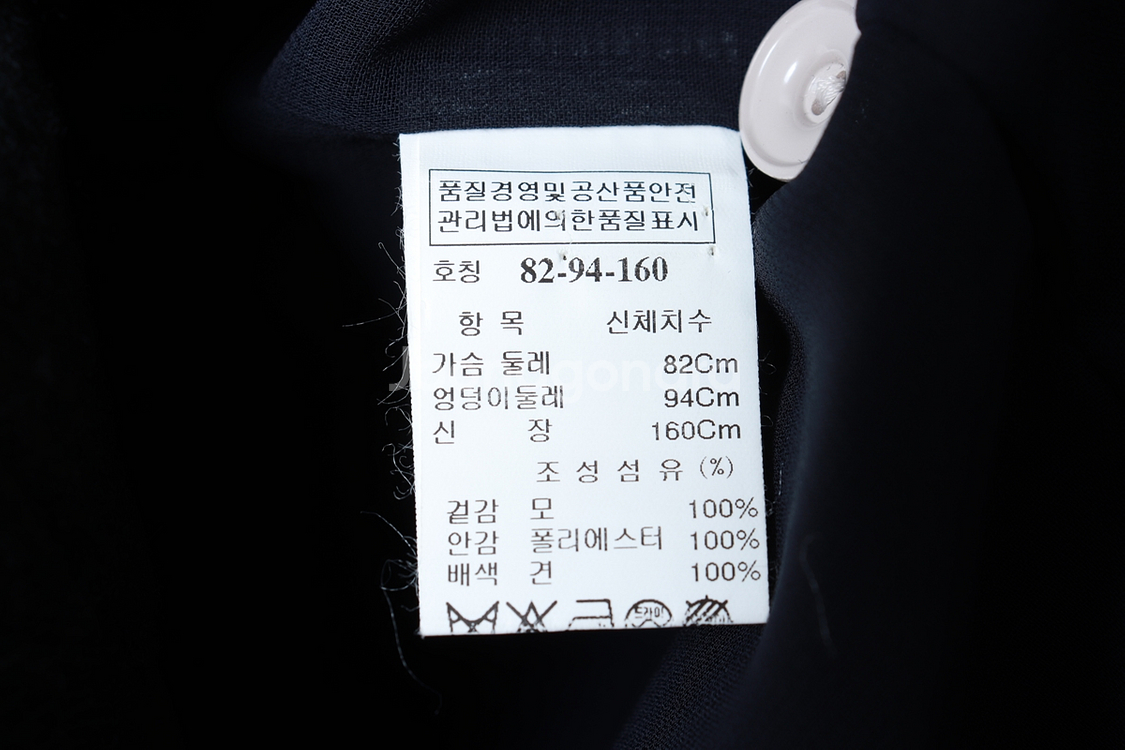 품질경영및공산품안전
관리법에의한품질표시
호칭 82-94-160
항 목 신체치수
가슴 둘레 82Cm
엉덩이둘레 94Cm
신 장 160Cm
조 성 섬 유 (%)
겉감 모 100%
안감 폴리에스터 100%
배색 견 100%
드라이